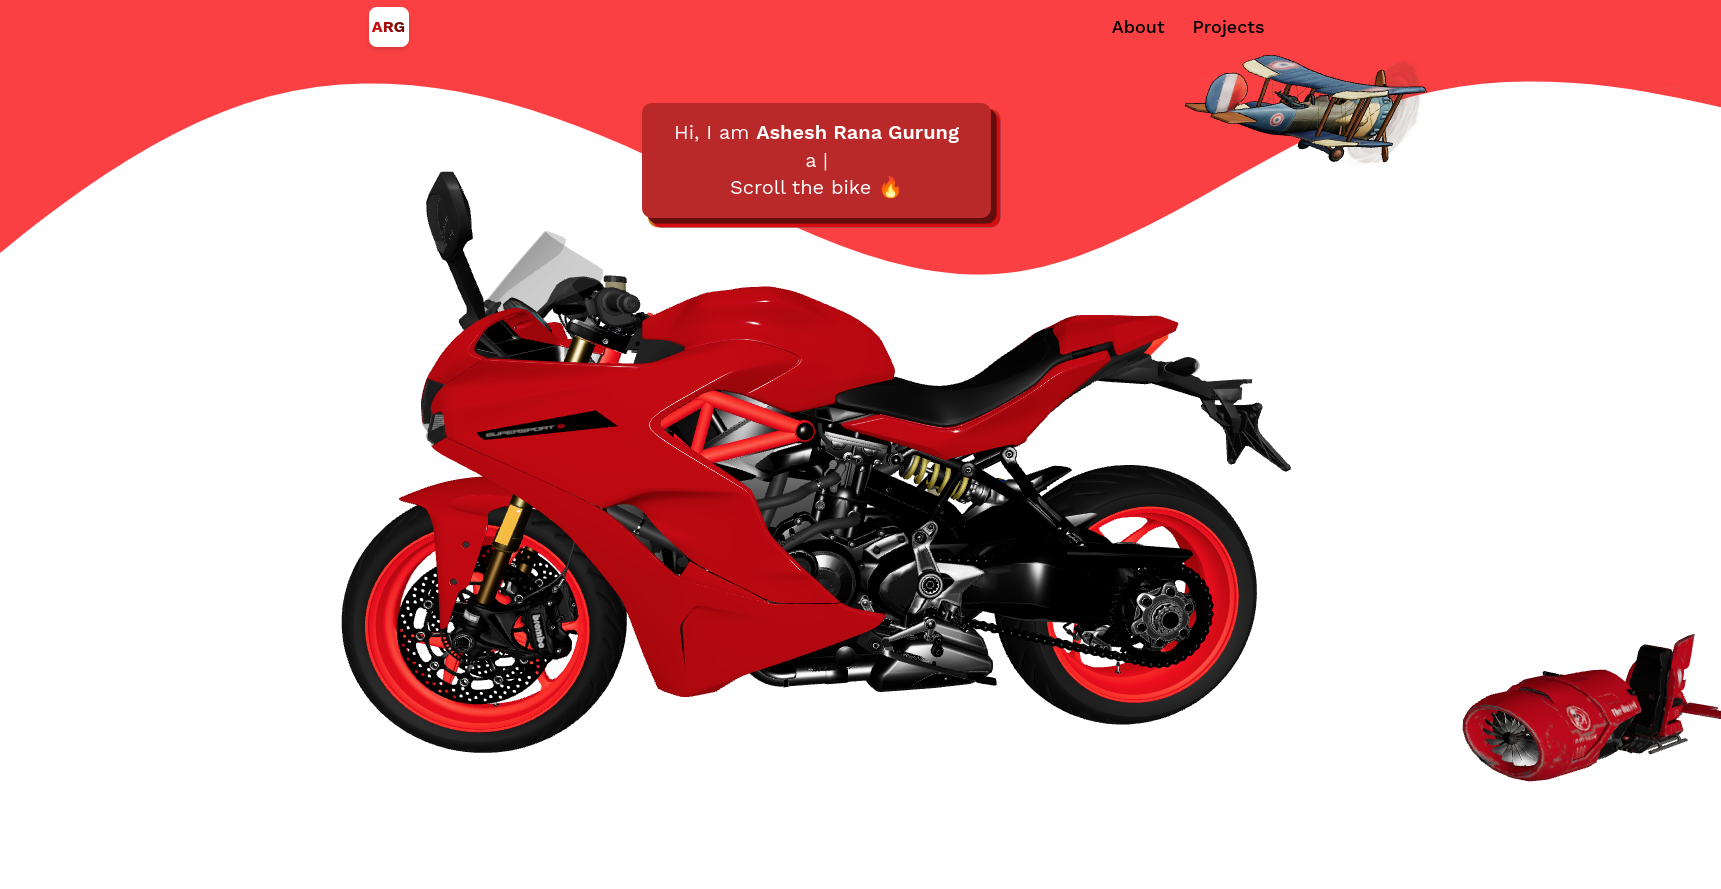 ARG
About
Projects
Hi, I am Ashesh Rana Gurung
a |
Scroll the bike 🔥
SUPERSPORT S
brembo